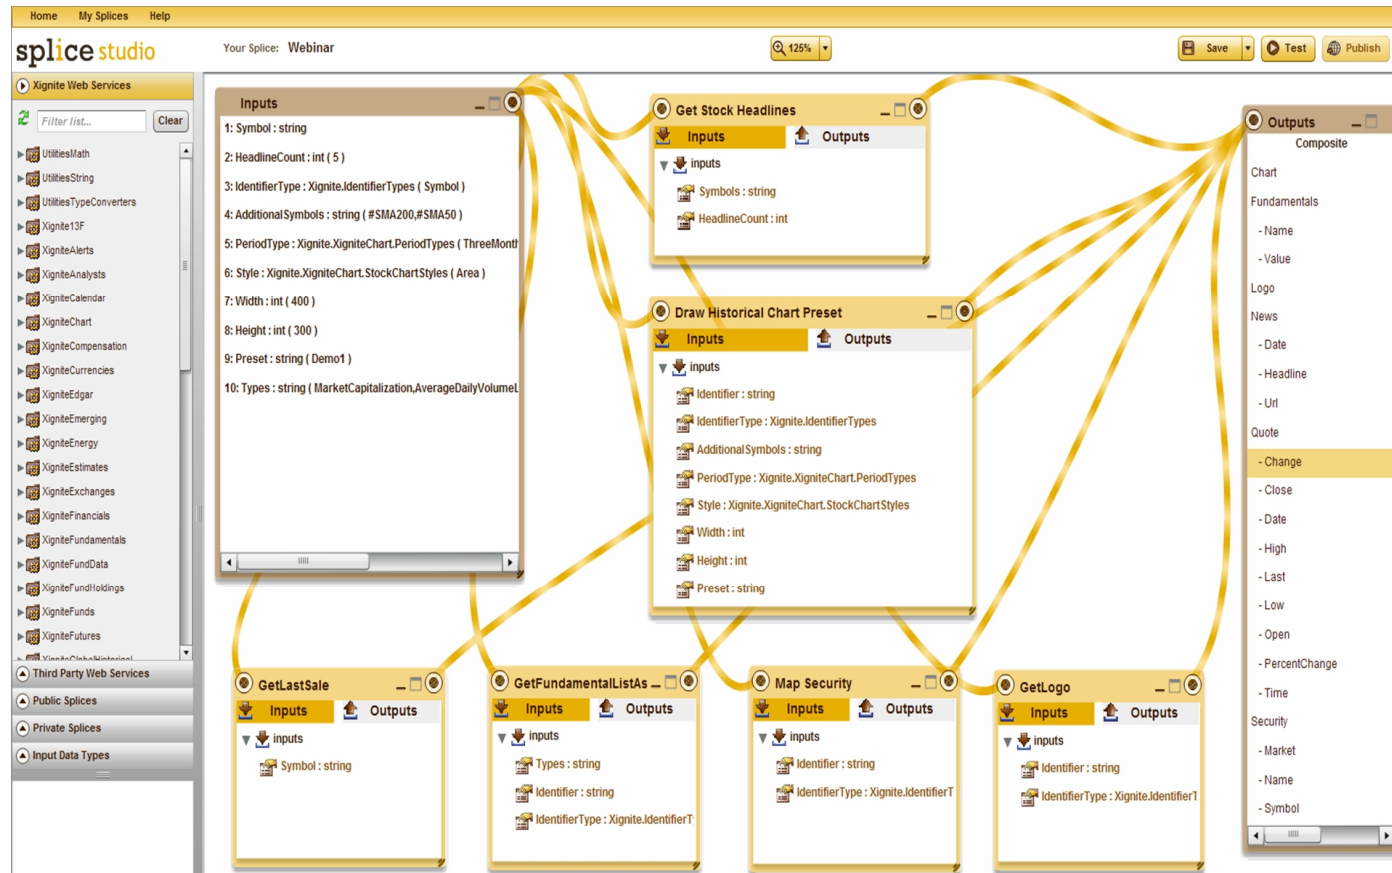 Home My Splices Help
splice studio
Your Splice: Webinar
125%
Save
Test
Publish
Xignite Web Services
Filter list...
Clear
UtilitiesMath
UtilitiesString
UtilitiesTypeConverters
Xignite13F
XigniteAlerts
XigniteAnalysts
XigniteCalendar
XigniteChart
XigniteCompensation
XigniteCurrencies
XigniteEdgar
XigniteEmerging
XigniteEnergy
XigniteEstimates
XigniteExchanges
XigniteFinancials
XigniteFundamentals
XigniteFundData
XigniteFundHoldings
XigniteFunds
XigniteFutures
XigniteGlobalHistorical
Third Party Web Services
Public Splices
Private Splices
Input Data Types
Inputs
1: Symbol : string
2: HeadlineCount : int ( 5 )
3: IdentifierType : Xignite.IdentifierTypes ( Symbol )
4: AdditionalSymbols : string ( #SMA200,#SMA50 )
5: PeriodType : Xignite.XigniteChart.PeriodTypes ( ThreeMonth
6: Style : Xignite.XigniteChart.StockChartStyles ( Area )
7: Width : int ( 400 )
8: Height : int ( 300 )
9: Preset : string ( Demo1 )
10: Types : string ( MarketCapitalization,AverageDailyVolumeL
Get Stock Headlines
Inputs Outputs
inputs
Symbols : string
HeadlineCount : int
Draw Historical Chart Preset
Inputs Outputs
inputs
Identifier : string
IdentifierType : Xignite.IdentifierTypes
AdditionalSymbols : string
PeriodType : Xignite.XigniteChart.PeriodTypes
Style : Xignite.XigniteChart.StockChartStyles
Width : int
Height : int
Preset : string
GetLastSale
Inputs Outputs
inputs
Symbol : string
GetFundamentalListAs
Inputs Outputs
inputs
Types : string
Identifier : string
IdentifierType : Xignite.IdentifierT
Map Security
Inputs Outputs
inputs
Identifier : string
IdentifierType : Xignite.IdentifierT
GetLogo
Inputs Outputs
inputs
Identifier : string
IdentifierType : Xignite.IdentifierT
Outputs
Composite
Chart
Fundamentals
- Name
- Value
Logo
News
- Date
- Headline
- Url
Quote
- Change
- Close
- Date
- High
- Last
- Low
- Open
- PercentChange
- Time
Security
- Market
- Name
- Symbol